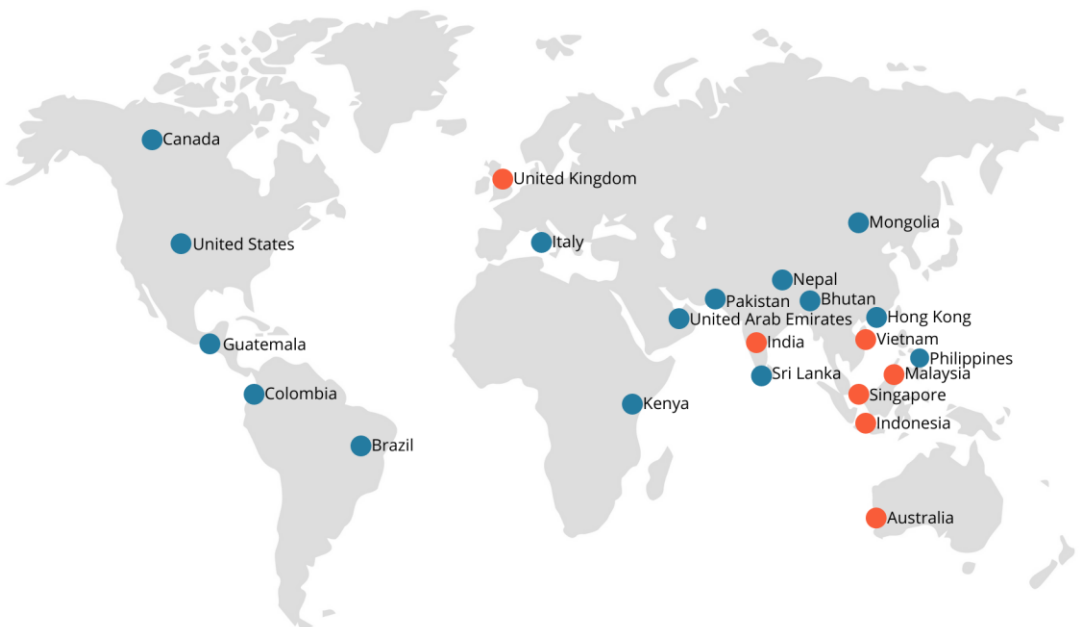 Canada
United Kingdom
Mongolia
United States
Italy
Nepal
Pakistan
Bhutan
United Arab Emirates
Hong Kong
India
Vietnam
Guatemala
Philippines
Sri Lanka
Malaysia
Colombia
Singapore
Kenya
Indonesia
Brazil
Australia